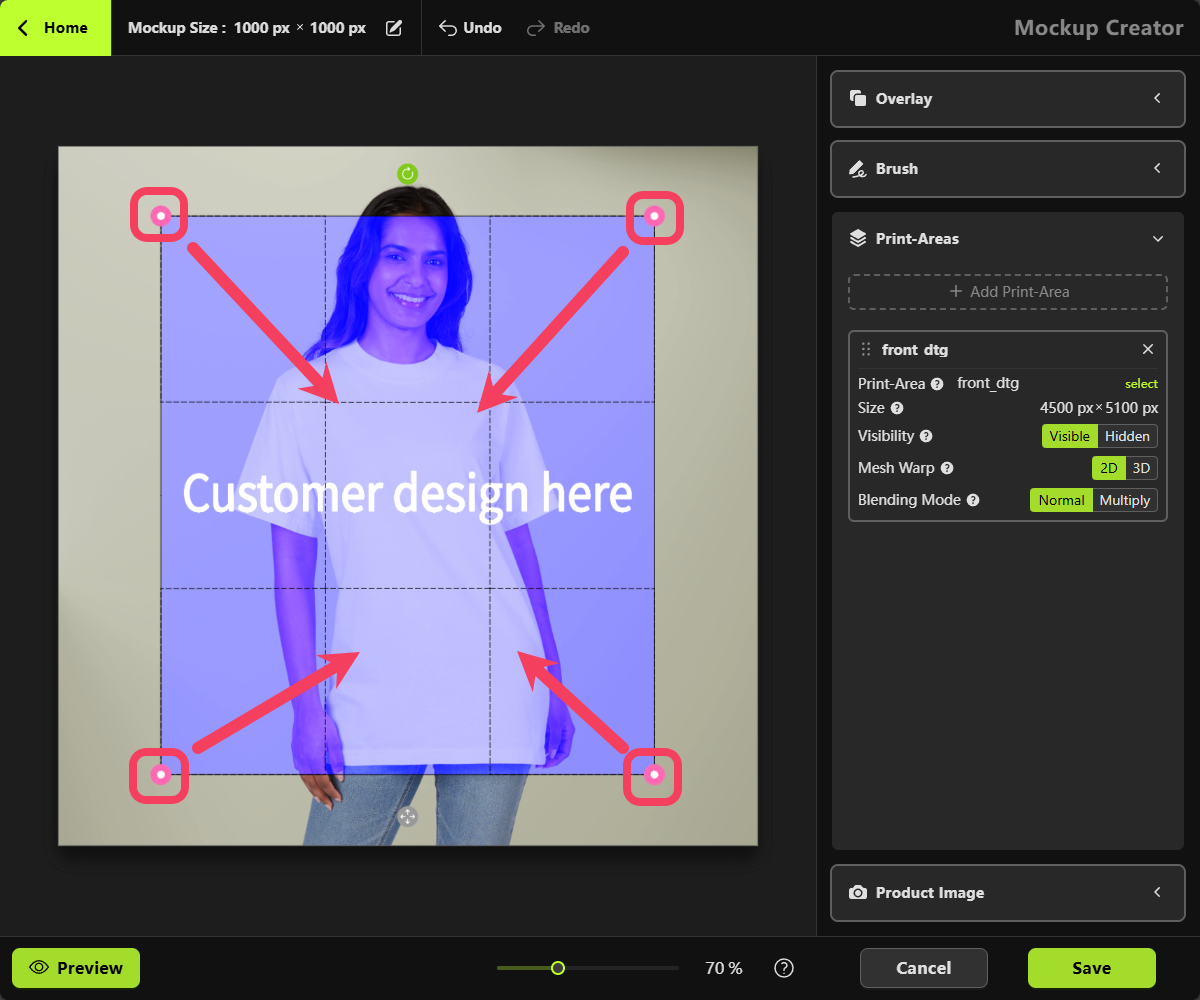 Home
Mockup Size : 1000 px × 1000 px
Undo
Redo
Mockup Creator
Overlay
Brush
Print-Areas
+ Add Print-Area
front dtg
Print-Area ? front_dtg select
Size ? 4500 px × 5100 px
Visibility ? Visible Hidden
Mesh Warp ? 2D 3D
Blending Mode ? Normal Multiply
Customer design here
Product Image
Preview
70 %
?
Cancel
Save